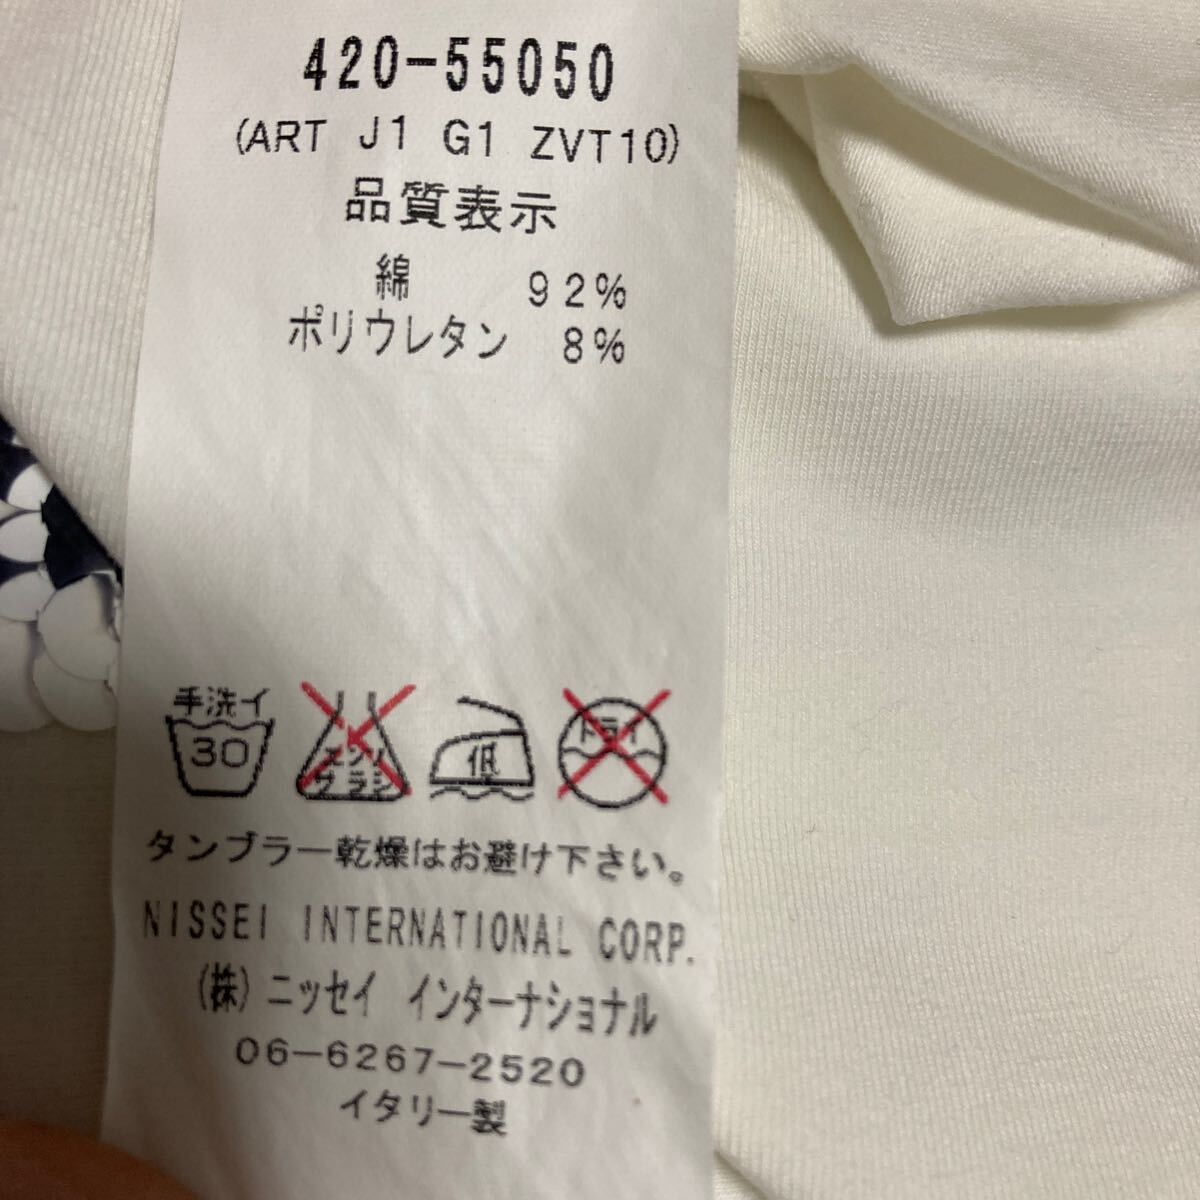 420-55050
(ART J1 G1 ZVT10)
品質表示
綿 92%
ポリウレタン 8%
手洗イ
30
エンソ
サラシ
低
ドライ
タンブラー乾燥はお避け下さい。
NISSEI INTERNATIONAL CORP.
(株)ニッセイ インターナショナル
06-6267-2520
イタリー製